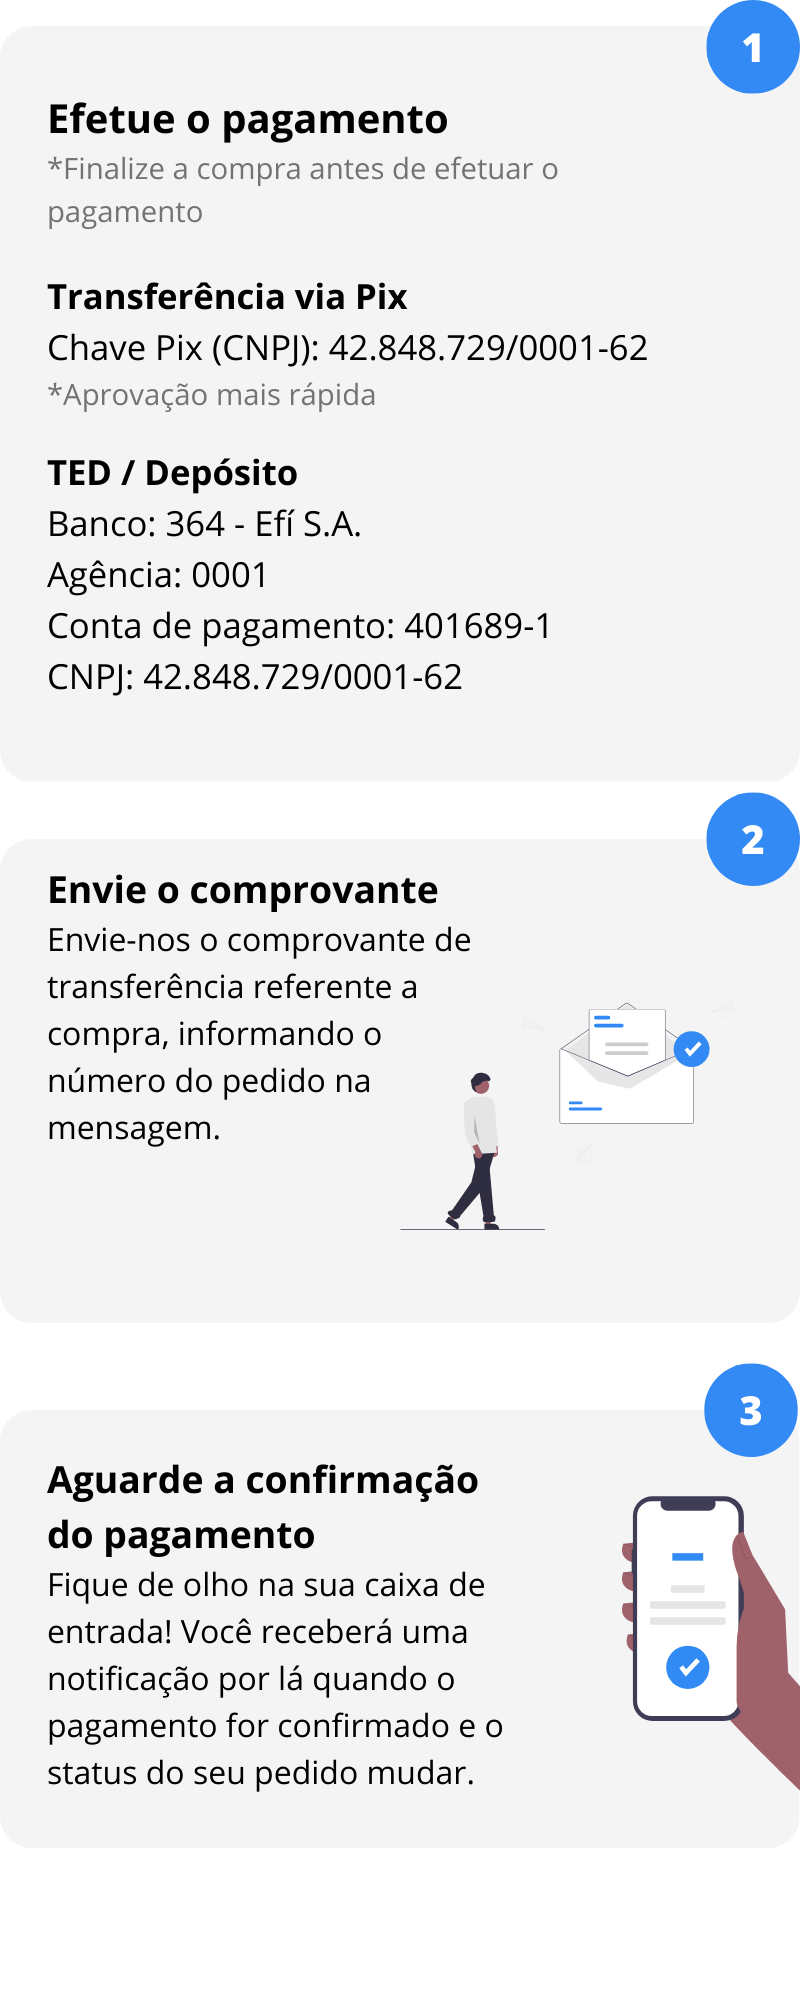 1
Efetue o pagamento
*Finalize a compra antes de efetuar o
pagamento
Transferência via Pix
Chave Pix (CNPJ): 42.848.729/0001-62
*Aprovação mais rápida
TED / Depósito
Banco: 364 - Efí S.A.
Agência: 0001
Conta de pagamento: 401689-1
CNPJ: 42.848.729/0001-62
2
Envie o comprovante
Envie-nos o comprovante de
transferência referente a
compra, informando o
número do pedido na
mensagem.
3
Aguarde a confirmação
do pagamento
Fique de olho na sua caixa de
entrada! Você receberá uma
notificação por lá quando o
pagamento for confirmado e o
status do seu pedido mudar.